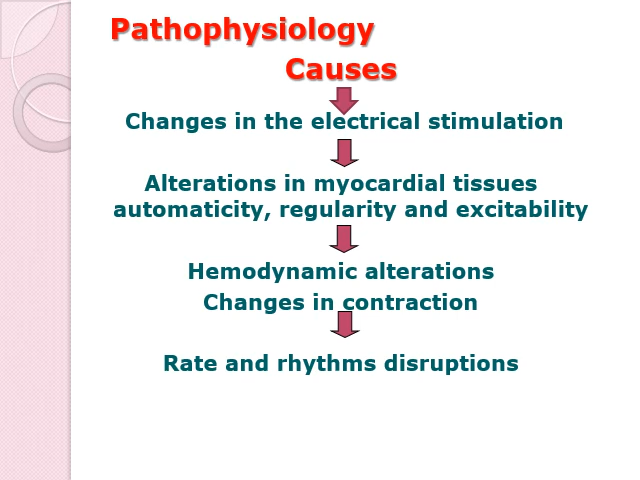 Pathophysiology
Causes
Changes in the electrical stimulation
Alterations in myocardial tissues
automaticity, regularity and excitability
Hemodynamic alterations
Changes in contraction
Rate and rhythms disruptions